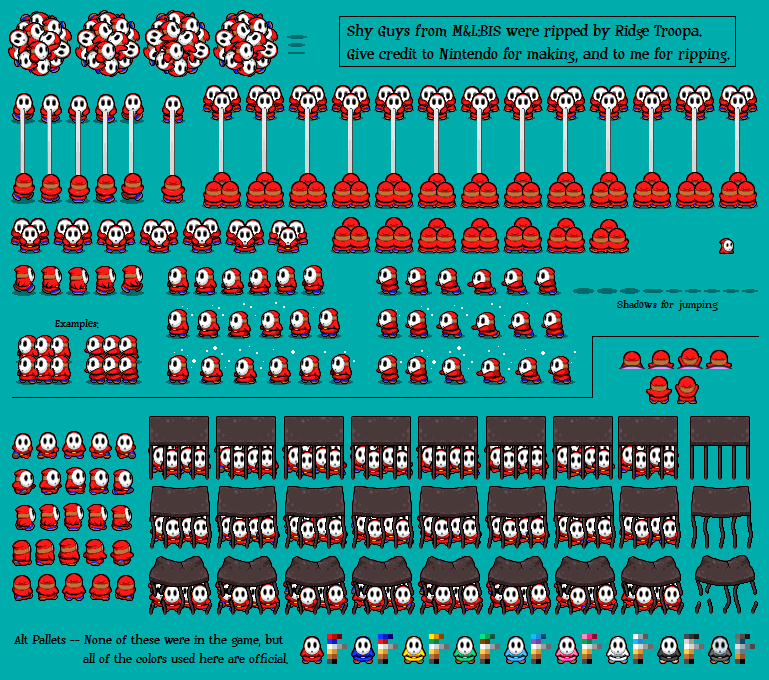 Shy Guys from M&L:BIS were ripped by Ridge Troopa.
Give credit to Nintendo for making, and to me for ripping.
Shadows for jumping
Examples:
Alt Pallets -- None of these were in the game, but
all of the colors used here are official.